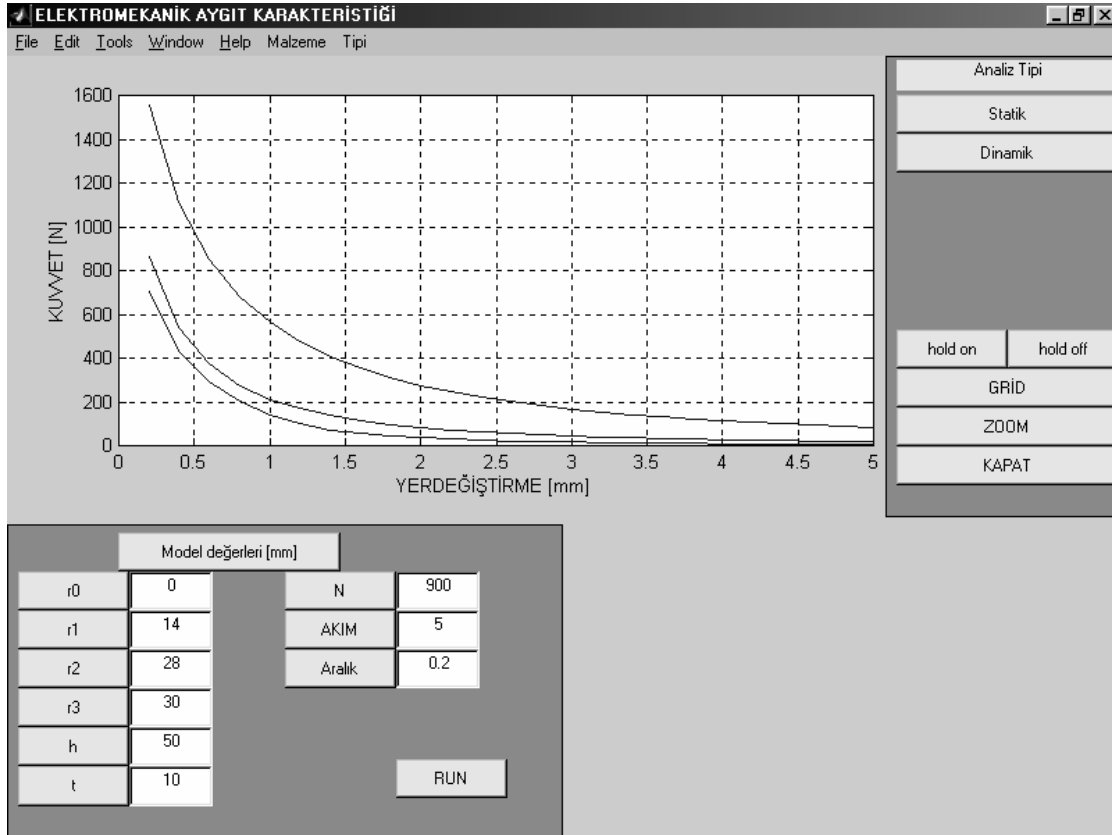 ELEKTROMEKANİK AYGIT KARAKTERİSTİĞİ
File Edit Tools Window Help Malzeme Tipi
1600
1400
1200
1000
800
600
400
200
0
KUVVET [N]
0 0.5 1 1.5 2 2.5 3 3.5 4 4.5 5
YERDEĞİŞTİRME [mm]
Analiz Tipi
Statik
Dinamik
hold on hold off
GRİD
ZOOM
KAPAT
Model değerleri [mm]
r0 0 N 900
r1 14 AKIM 5
r2 28 Aralık 0.2
r3 30
h 50
t 10
RUN